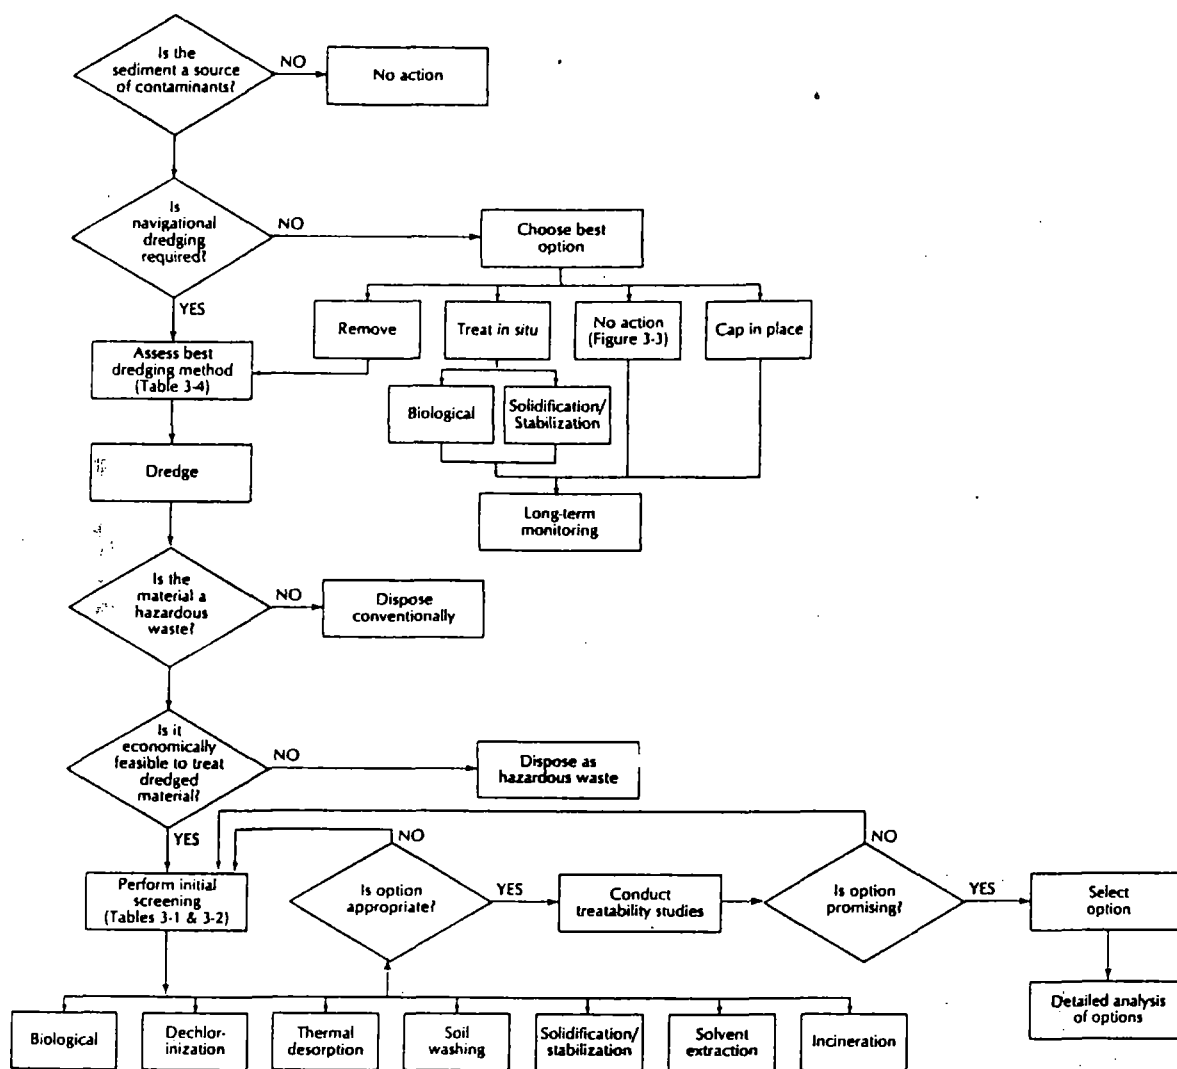 Is the
sediment a source
of contaminants?
NO
No action
Is
navigational
dredging
required?
NO
Choose best
option
YES
Remove
Treat in situ
No action
(Figure 3-3)
Cap in place
Assess best
dredging method
(Table 3-4)
Biological
Solidification/
Stabilization
Dredge
Long-term
monitoring
Is the
material a
hazardous
waste?
NO
Dispose
conventionally
Is it
economically
feasible to treat
dredged
material?
NO
Dispose as
hazardous waste
YES
NO
NO
Perform initial
screening
(Tables 3-1 & 3-2)
Is option
appropriate?
YES
Conduct
treatability studies
Is option
promising?
YES
Select
option
Detailed analysis
of options
Biological
Dechlor-
inization
Thermal
desorption
Soil
washing
Solidification/
stabilization
Solvent
extraction
Incineration